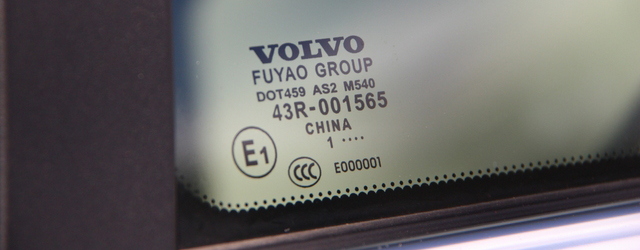 VOLVO
FUYAO GROUP
DOT459 AS2 M540
43R-001565
CHINA
1 ····
E1
CCC E000001